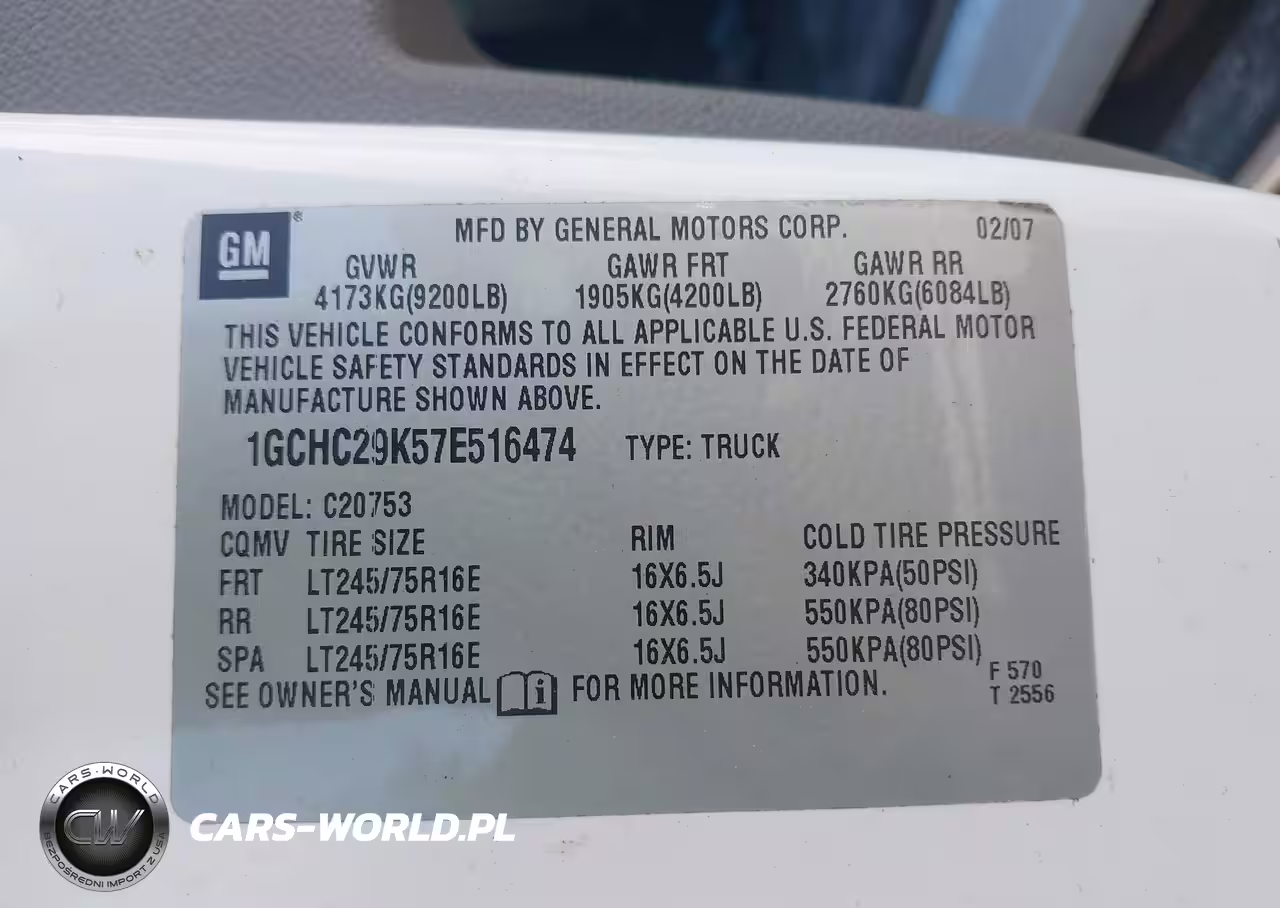 GM®
MFD BY GENERAL MOTORS CORP. 02/07
GVWR GAWR FRT GAWR RR
4173KG(9200LB) 1905KG(4200LB) 2760KG(6084LB)
THIS VEHICLE CONFORMS TO ALL APPLICABLE U.S. FEDERAL MOTOR
VEHICLE SAFETY STANDARDS IN EFFECT ON THE DATE OF
MANUFACTURE SHOWN ABOVE.
1GCHC29K57E516474 TYPE: TRUCK
MODEL: C20753
CQMV TIRE SIZE RIM COLD TIRE PRESSURE
FRT LT245/75R16E 16X6.5J 340KPA(50PSI)
RR LT245/75R16E 16X6.5J 550KPA(80PSI)
SPA LT245/75R16E 16X6.5J 550KPA(80PSI)
SEE OWNER'S MANUAL i FOR MORE INFORMATION.
F 570
T 2556
CARS-WORLD
CW
BEZPOŚREDNI IMPORT Z USA
CARS-WORLD.PL